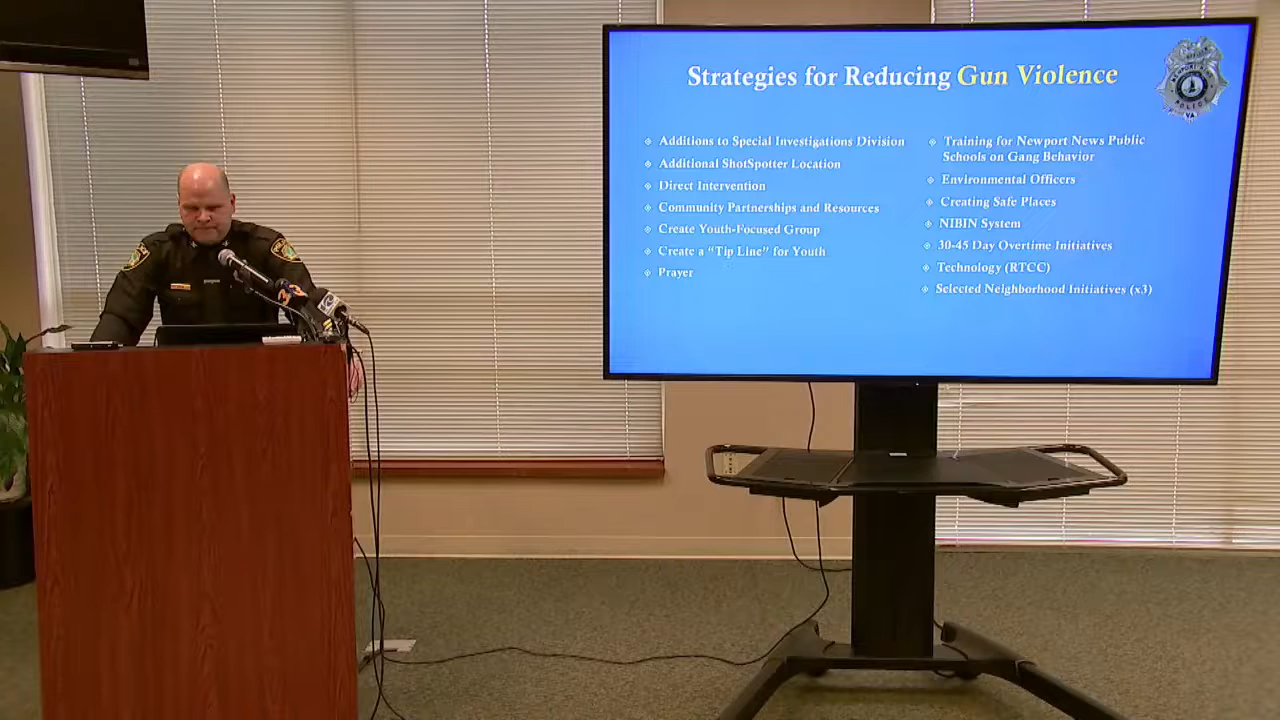 Strategies for Reducing Gun Violence
Additions to Special Investigations Division
Additional ShotSpotter Location
Direct Intervention
Community Partnerships and Resources
Create Youth-Focused Group
Create a “Tip Line” for Youth
Prayer
Training for Newport News Public
Schools on Gang Behavior
Environmental Officers
Creating Safe Places
NIBIN System
30-45 Day Overtime Initiatives
Technology (RTCC)
Selected Neighborhood Initiatives (x3)
POLICE
VA